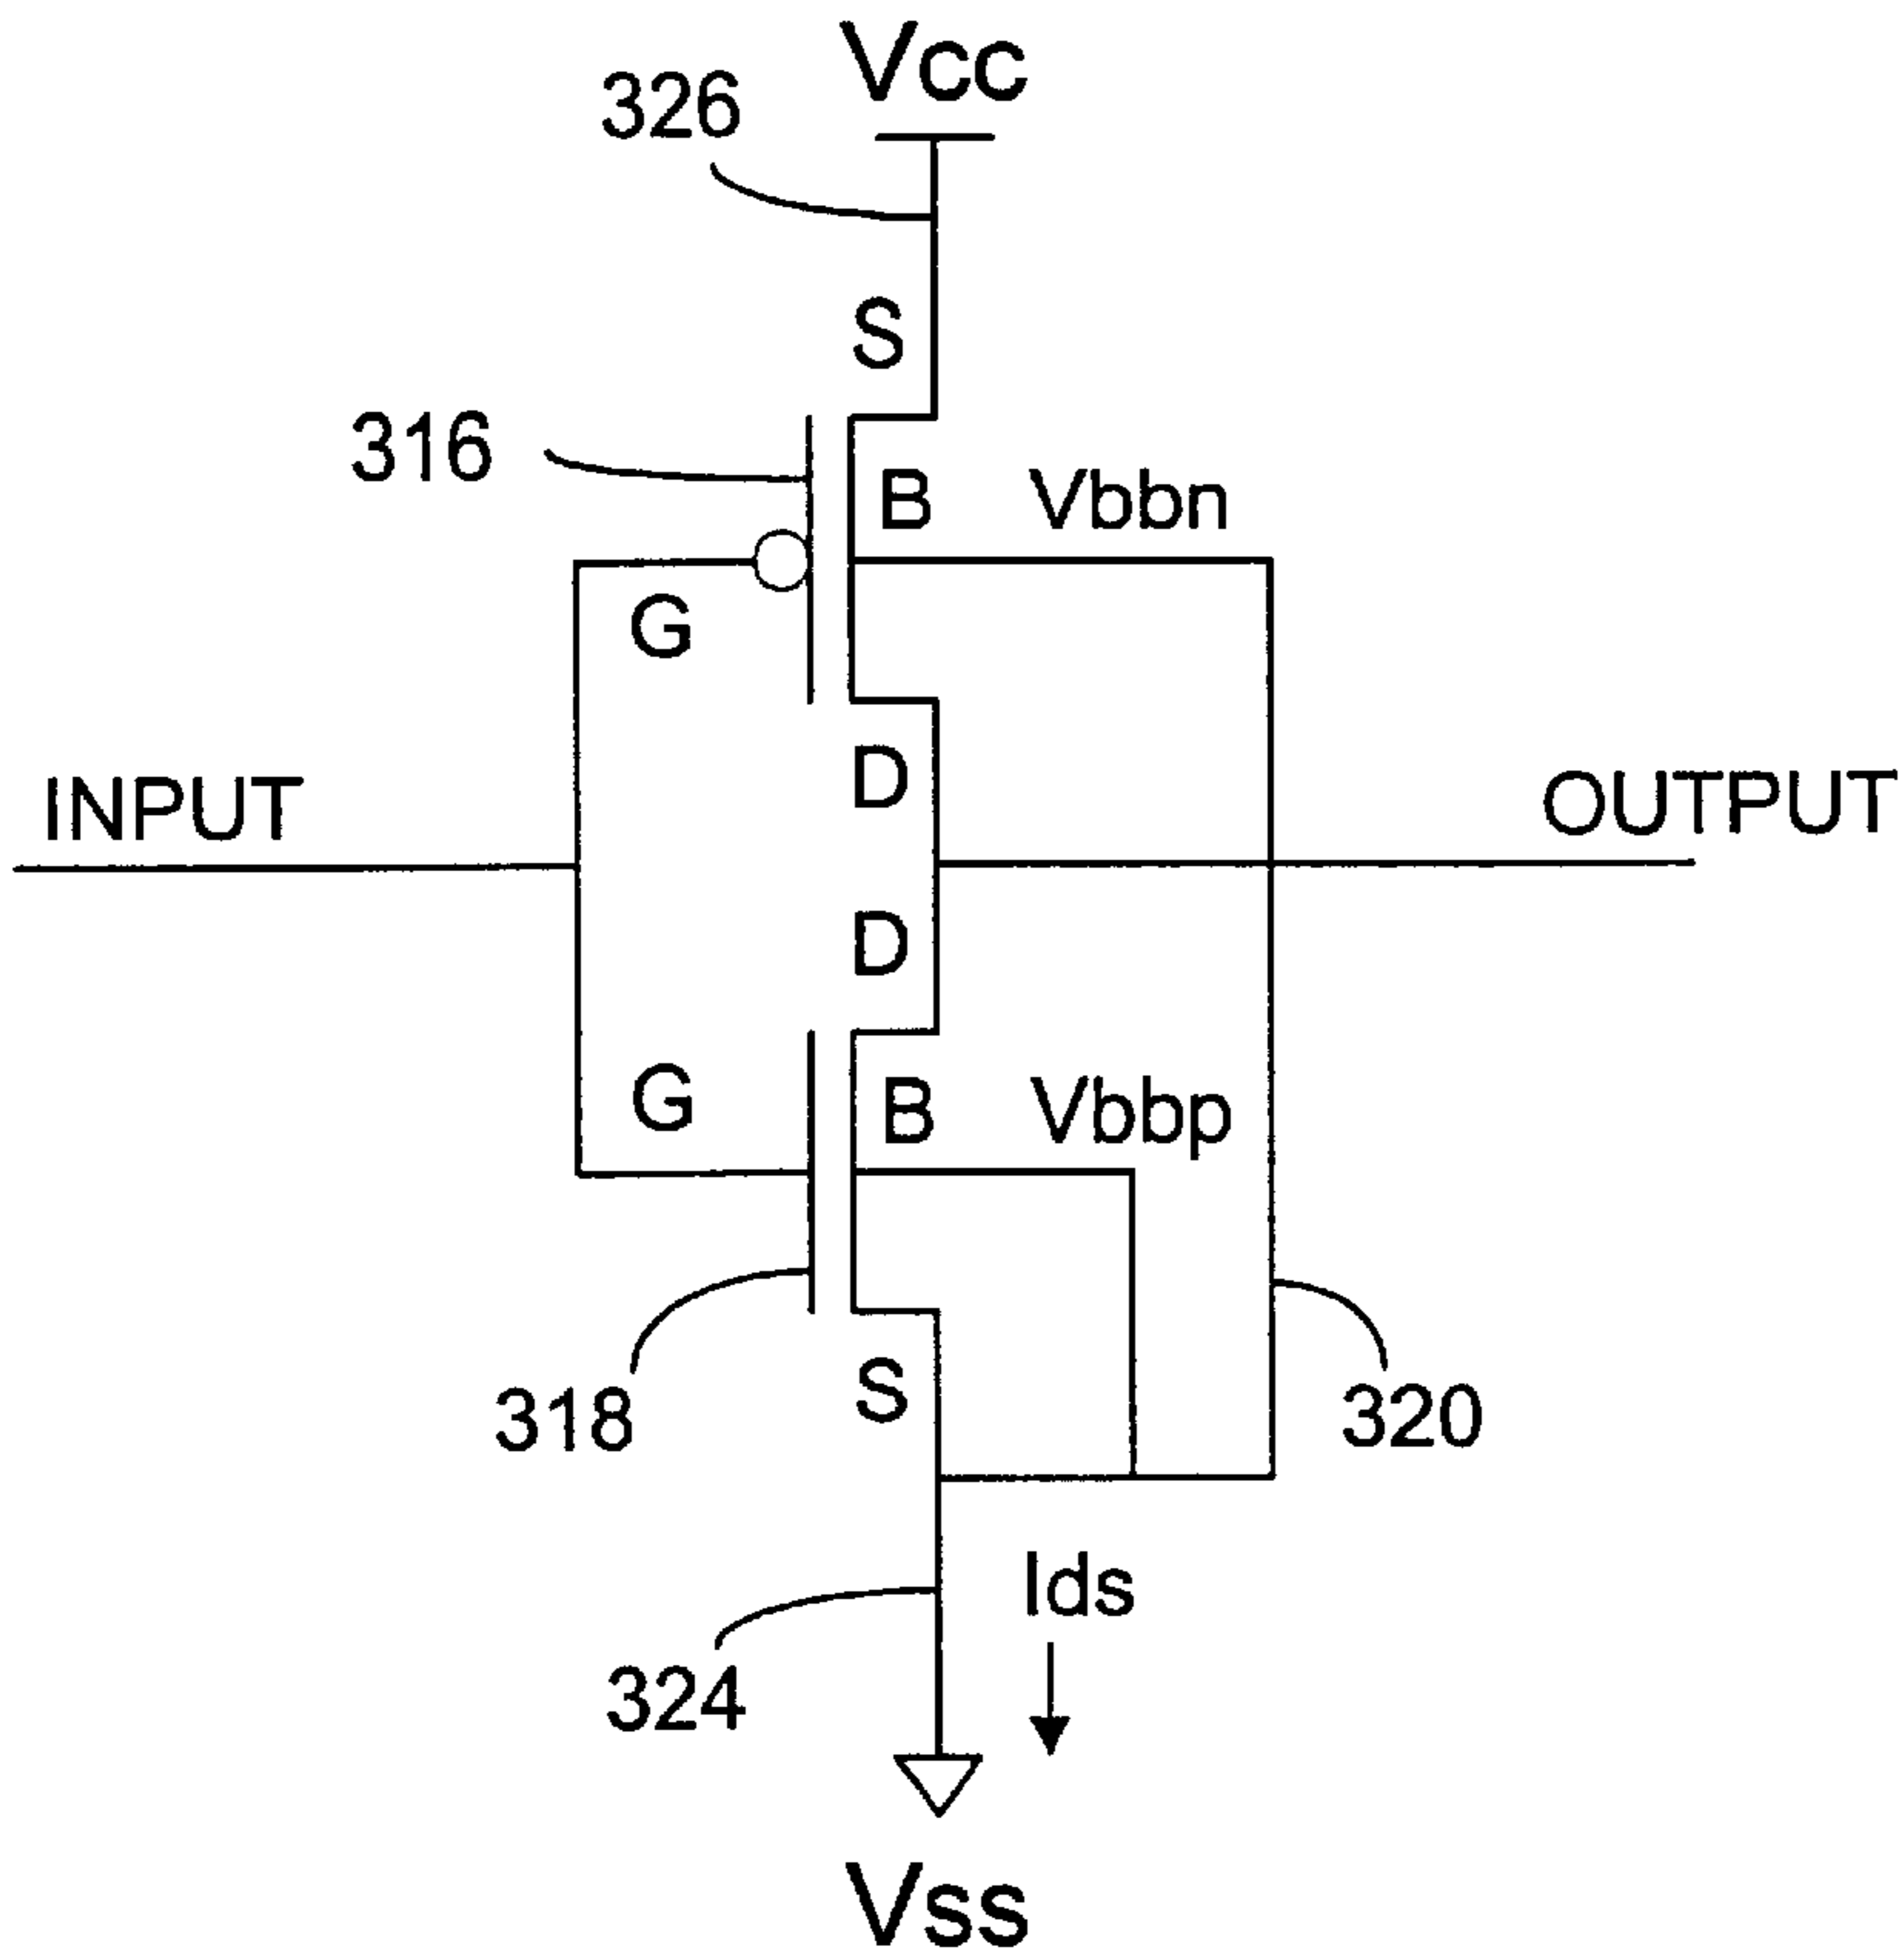 Vcc
326
S
316
B
Vbbn
G
D
INPUT
OUTPUT
D
G
B
Vbbp
S
318
320
Ids
324
Vss